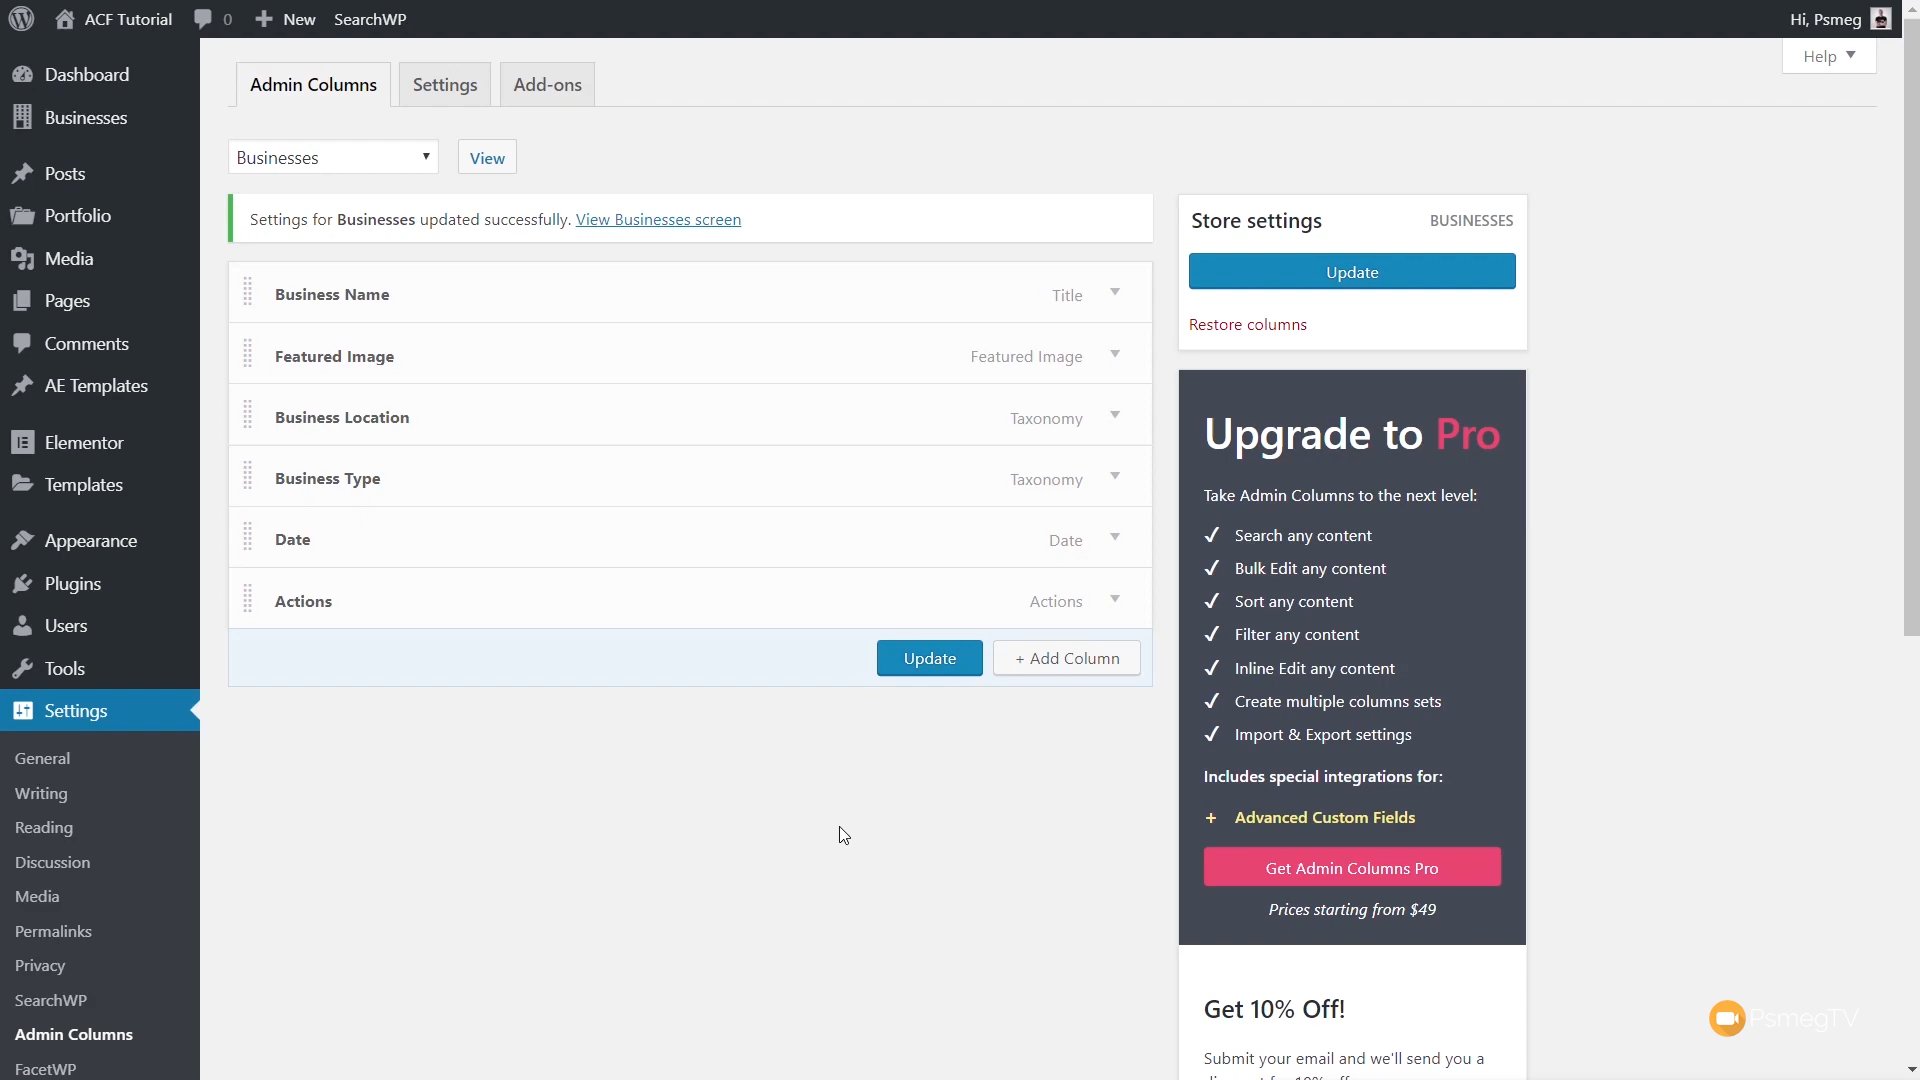 ACF Tutorial 0 New SearchWP Hi, Psmeg
Help
Dashboard
Businesses
Posts
Portfolio
Media
Pages
Comments
AE Templates
Elementor
Templates
Appearance
Plugins
Users
Tools
Settings
General
Writing
Reading
Discussion
Media
Permalinks
Privacy
SearchWP
Admin Columns
FacetWP
Admin Columns Settings Add-ons
Businesses View
Settings for Businesses updated successfully. View Businesses screen
Business Name Title
Featured Image Featured Image
Business Location Taxonomy
Business Type Taxonomy
Date Date
Actions Actions
Update + Add Column
Store settings BUSINESSES
Update
Restore columns
Upgrade to Pro
Take Admin Columns to the next level:
Search any content
Bulk Edit any content
Sort any content
Filter any content
Inline Edit any content
Create multiple columns sets
Import & Export settings
Includes special integrations for:
+ Advanced Custom Fields
Get Admin Columns Pro
Prices starting from $49
Get 10% Off!
Submit your email and we'll send you a
PsmegTV